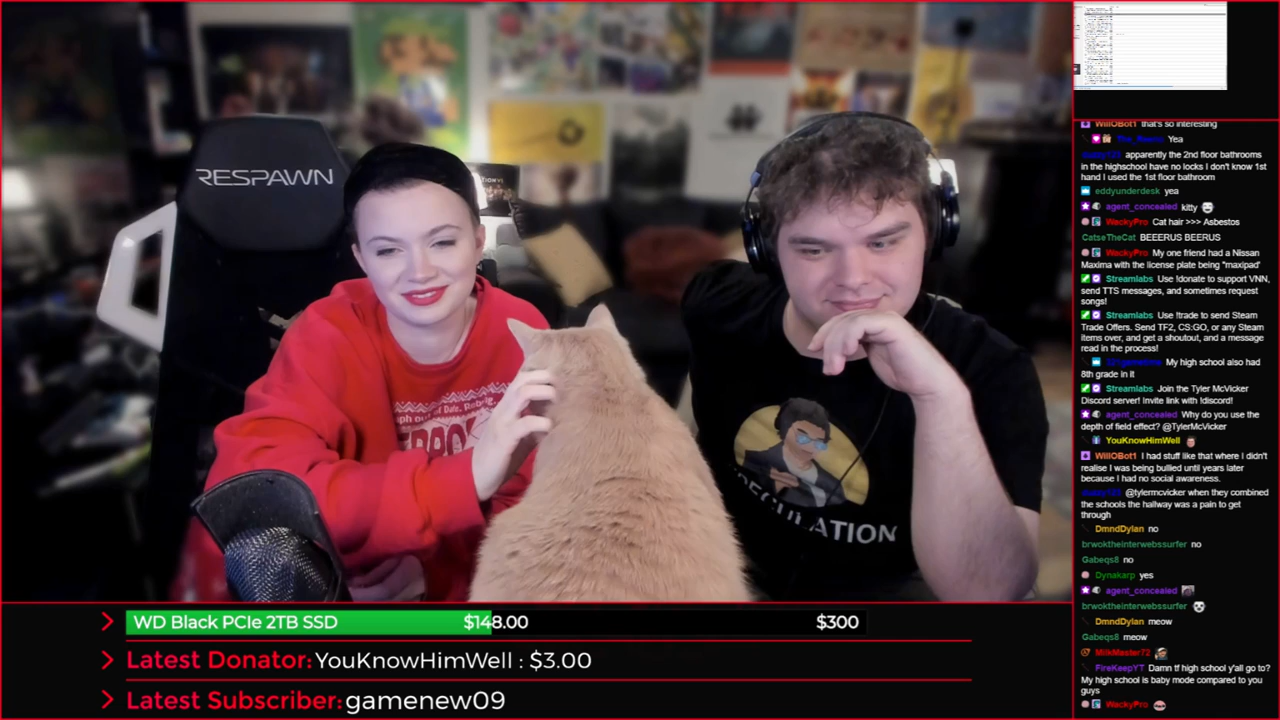 RESPAWN
SPECULATION
WD Black PCIe 2TB SSD
$148.00
$300
Latest Donator: YouKnowHimWell : $3.00
Latest Subscriber: gamenew09
WillOBot1 that's so interesting
Yea
apparently the 2nd floor bathrooms
in the highschool have no locks I don't know 1st
hand I used the 1st floor bathroom
eddyunderdesk yea
agent_concealed kitty
WackyPro Cat hair >>> Asbestos
CatseTheCat BEEERUS BEERUS
WackyPro My one friend had a Nissan
Maxima with the license plate being "maxipad"
Streamlabs Use !donate to support VNN,
send TTS messages, and sometimes request
songs!
Streamlabs Use !trade to send Steam
Trade Offers. Send TF2, CS:GO, or any Steam
items over, and get a shoutout, and a message
read in the process!
My high school also had
8th grade in it
Streamlabs Join the Tyler McVicker
Discord server! Invite link with !discord!
agent_concealed Why do you use the
depth of field effect? @TylerMcVicker
YouKnowHimWell
WillOBot1 I had stuff like that where I didn't
realise I was being bullied until years later
because I had no social awareness.
@tylermcvicker when they combined
the schools the hallway was a pain to get
through
DmndDylan no
brwoktheinterwebssurfer no
Gabeqs8 no
Dynakarp yes
agent_concealed
brwoktheinterwebssurfer
DmndDylan meow
Gabeqs8 meow
MilkMaster72
FireKeepYT Damn tf high school y'all go to?
My high school is baby mode compared to you
guys
WackyPro